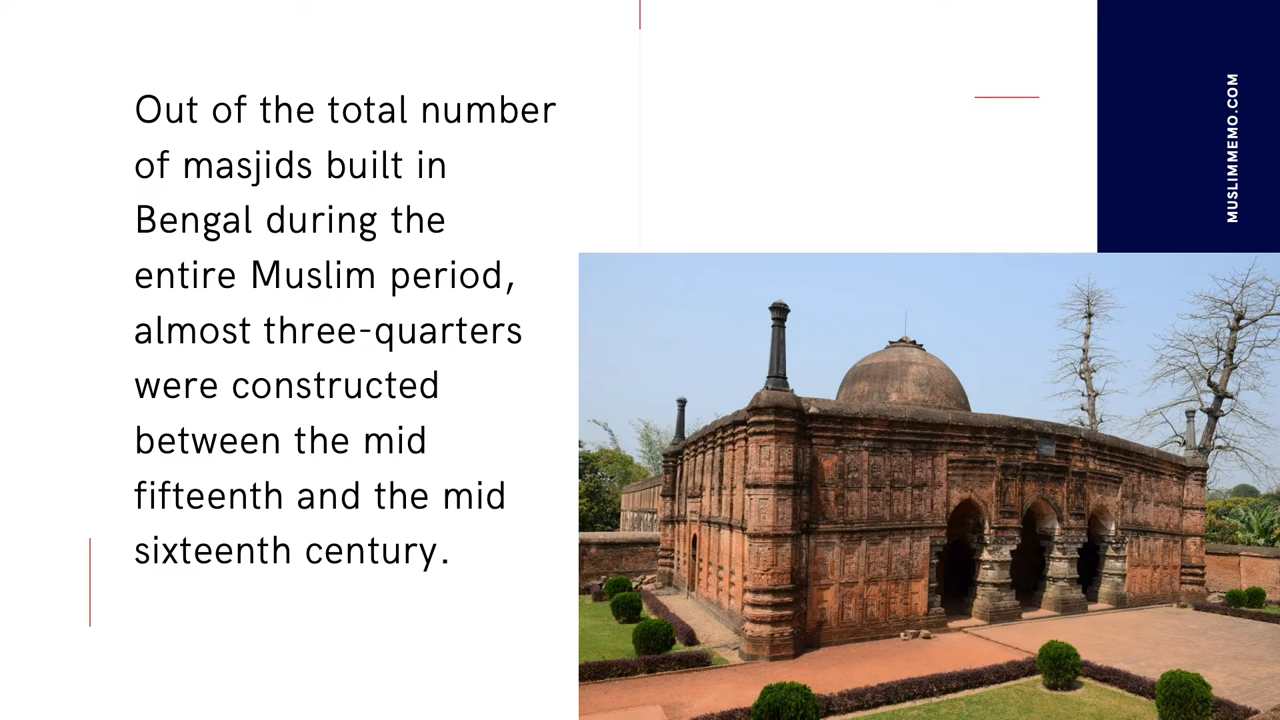 Out of the total number
of masjids built in
Bengal during the
entire Muslim period,
almost three-quarters
were constructed
between the mid
fifteenth and the mid
sixteenth century.
MUSLIMMEMO.COM